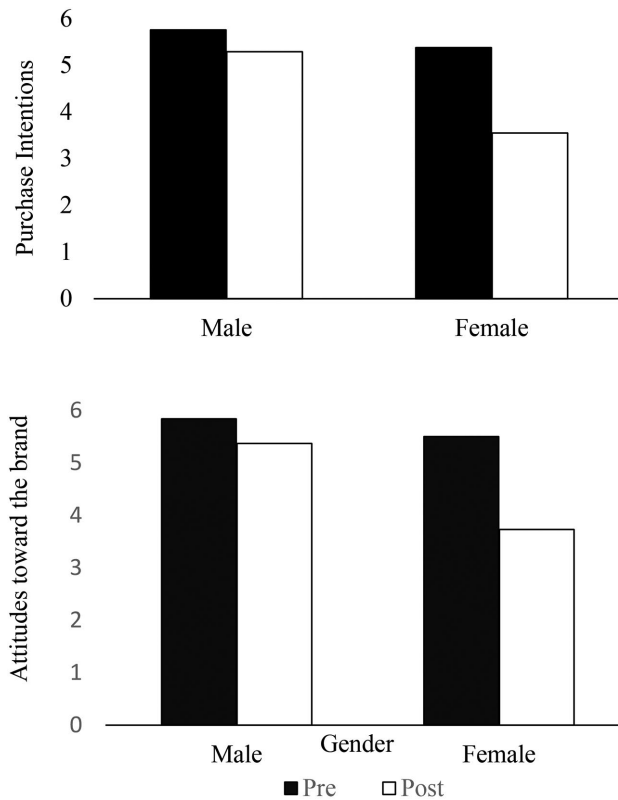 Purchase Intentions
6
5
4
3
2
1
0
Male Female
Attitudes toward the brand
6
5
4
3
2
1
0
Male Gender Female
Pre Post